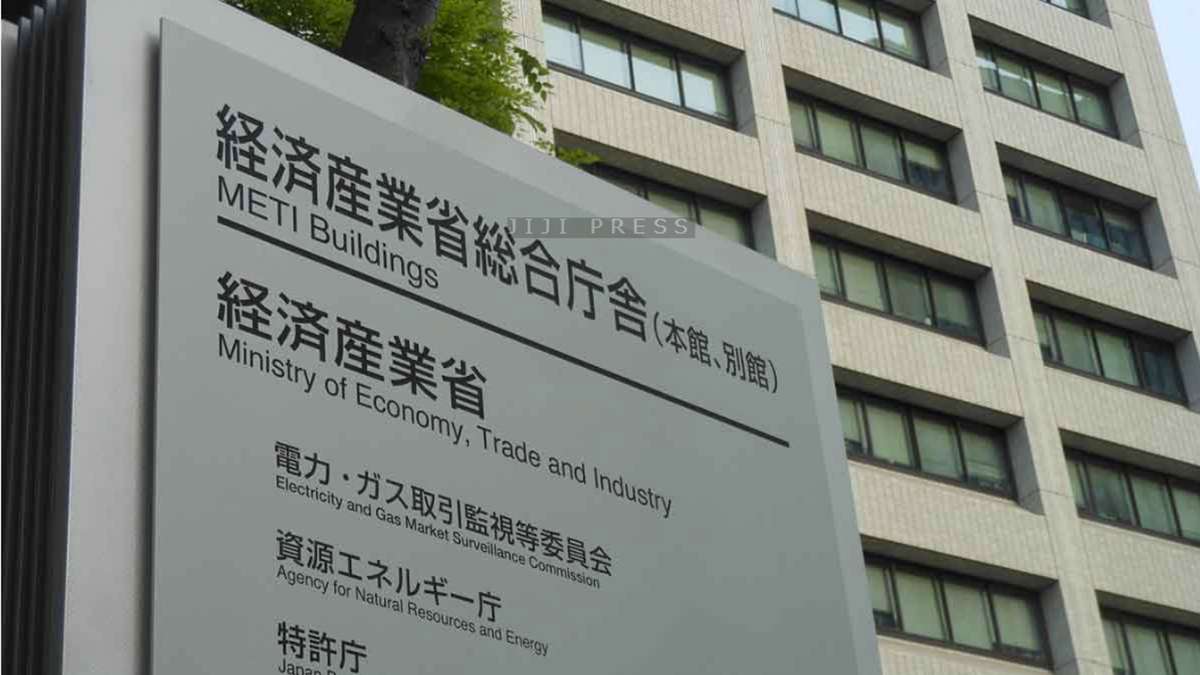 経済産業省総合庁舎(本館、別館)
METI Buildings
JIJI PRESS
経済産業省
Ministry of Economy, Trade and Industry
電力・ガス取引監視等委員会
Electricity and Gas Market Surveillance Commission
資源エネルギー庁
Agency for Natural Resources and Energy
特許庁
Japan